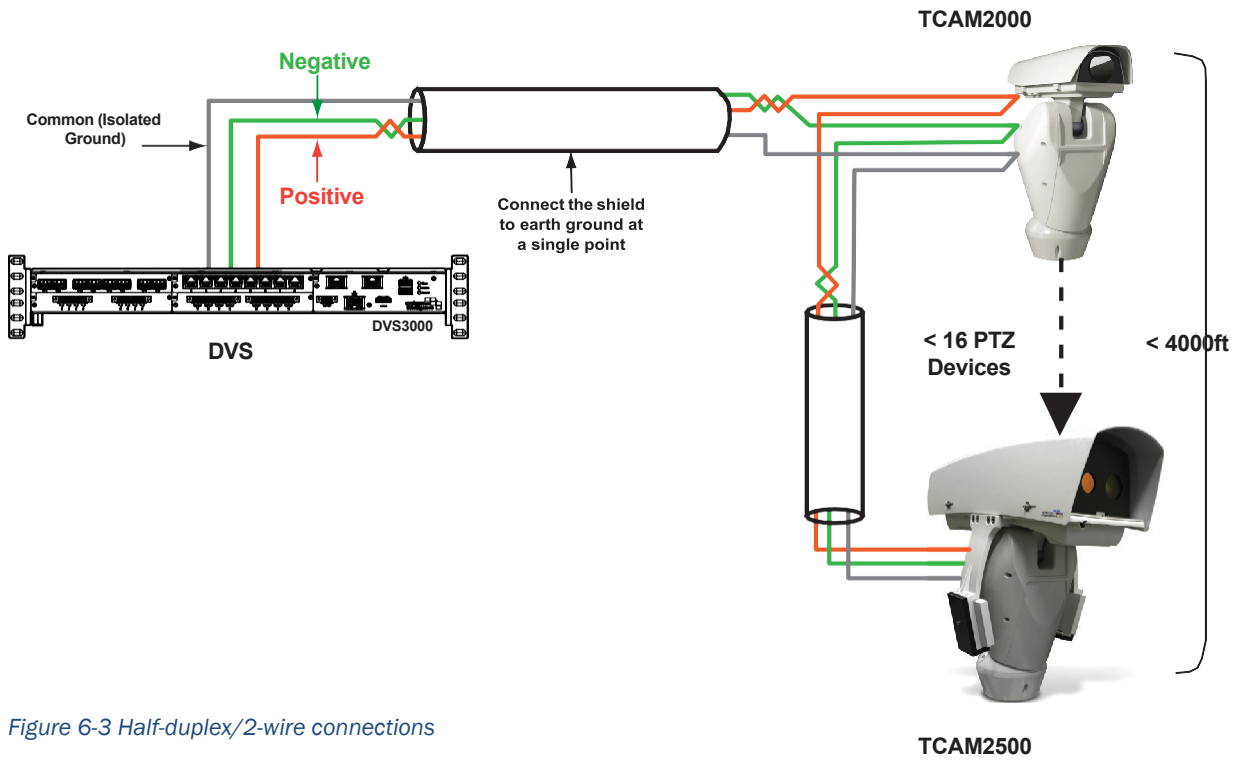 TCAM2000
Negative
Common (Isolated
Ground)
Positive
Connect the shield
to earth ground at
a single point
DVS3000
DVS
< 16 PTZ
Devices
< 4000ft
Figure 6-3 Half-duplex/2-wire connections
TCAM2500